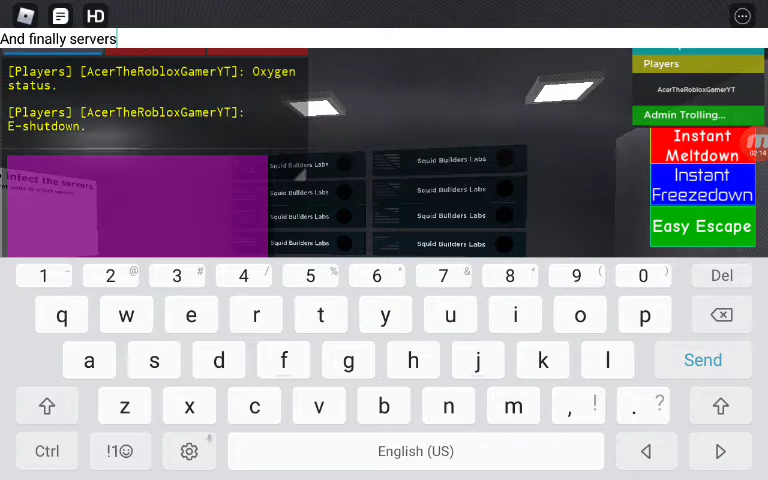 HD
And finally servers
[Players] [AcerTheRobloxGamerYT]: Oxygen
status.
[Players] [AcerTheRobloxGamerYT]:
E-shutdown.
Players
AcerTheRobloxGamerYT
Admin Trolling...
Instant
Meltdown
02:14
Instant
Freezedown
Easy Escape
Infect the servers.
Squid Builders Labs
Squid Builders Labs
Squid Builders Labs
Squid Builders Labs
Squid Builders Labs
Squid Builders Labs
Squid Builders Labs
Squid Builders Labs
1 - 2 @ 3 # 4 / 5 % 6 ^ 7 & 8 * 9 ( 0 ) Del
q w e r t y u i o p
a s d f g h j k l Send
z x c v b n m , ! . ?
Ctrl !1☺ English (US)